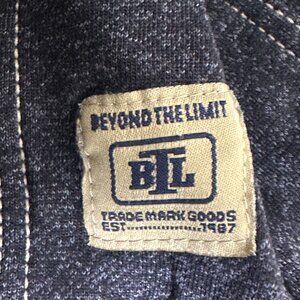 BEYOND THE LIMIT
BTL
TRADE MARK GOODS
EST 1987